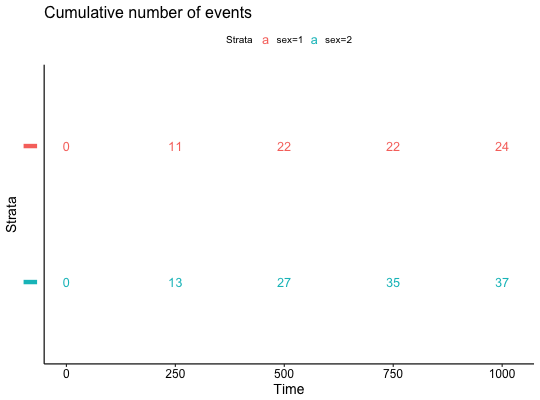 Cumulative number of events
Strata a sex=1 a sex=2
0 11 22 22 24
Strata
0 13 27 35 37
0 250 500 750 1000
Time